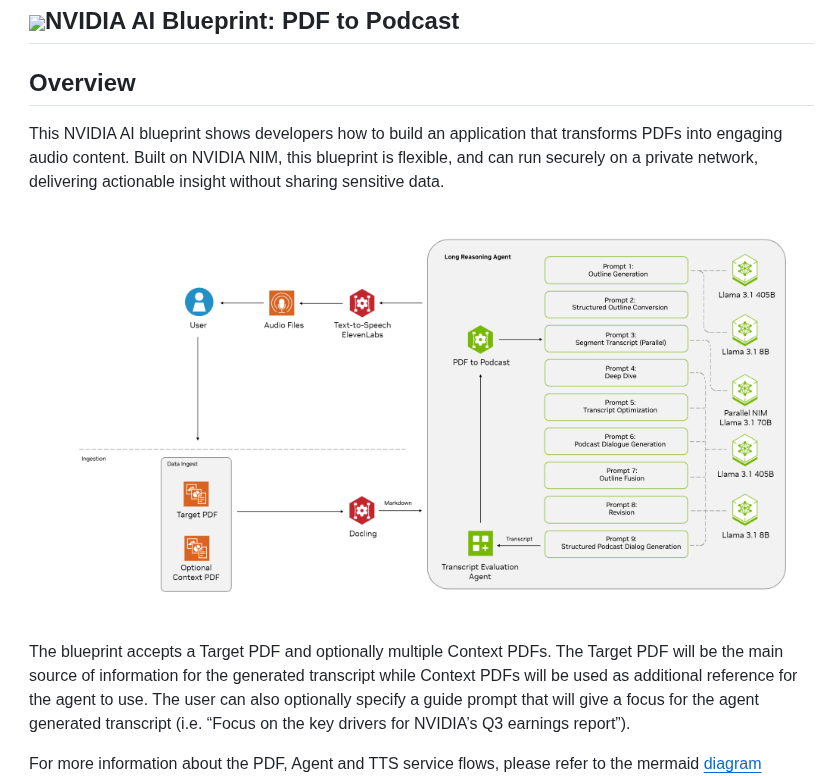 NVIDIA AI Blueprint: PDF to Podcast
Overview
This NVIDIA AI blueprint shows developers how to build an application that transforms PDFs into engaging
audio content. Built on NVIDIA NIM, this blueprint is flexible, and can run securely on a private network,
delivering actionable insight without sharing sensitive data.
User
Audio Files
Text-to-Speech
ElevenLabs
Ingestion
Data Ingest
Target PDF
Optional
Context PDF
Docling
Markdown
Long Reasoning Agent
PDF to Podcast
Transcript Evaluation
Agent
Transcript
Prompt 1:
Outline Generation
Prompt 2:
Structured Outline Conversion
Prompt 3:
Segment Transcript (Parallel)
Prompt 4:
Deep Dive
Prompt 5:
Transcript Optimization
Prompt 6:
Podcast Dialogue Generation
Prompt 7:
Outline Fusion
Prompt 8:
Revision
Prompt 9:
Structured Podcast Dialog Generation
Llama 3.1 405B
Llama 3.1 8B
Parallel NIM
Llama 3.1 70B
Llama 3.1 405B
Llama 3.1 8B
The blueprint accepts a Target PDF and optionally multiple Context PDFs. The Target PDF will be the main
source of information for the generated transcript while Context PDFs will be used as additional reference for
the agent to use. The user can also optionally specify a guide prompt that will give a focus for the agent
generated transcript (i.e. “Focus on the key drivers for NVIDIA’s Q3 earnings report”).
For more information about the PDF, Agent and TTS service flows, please refer to the mermaid diagram